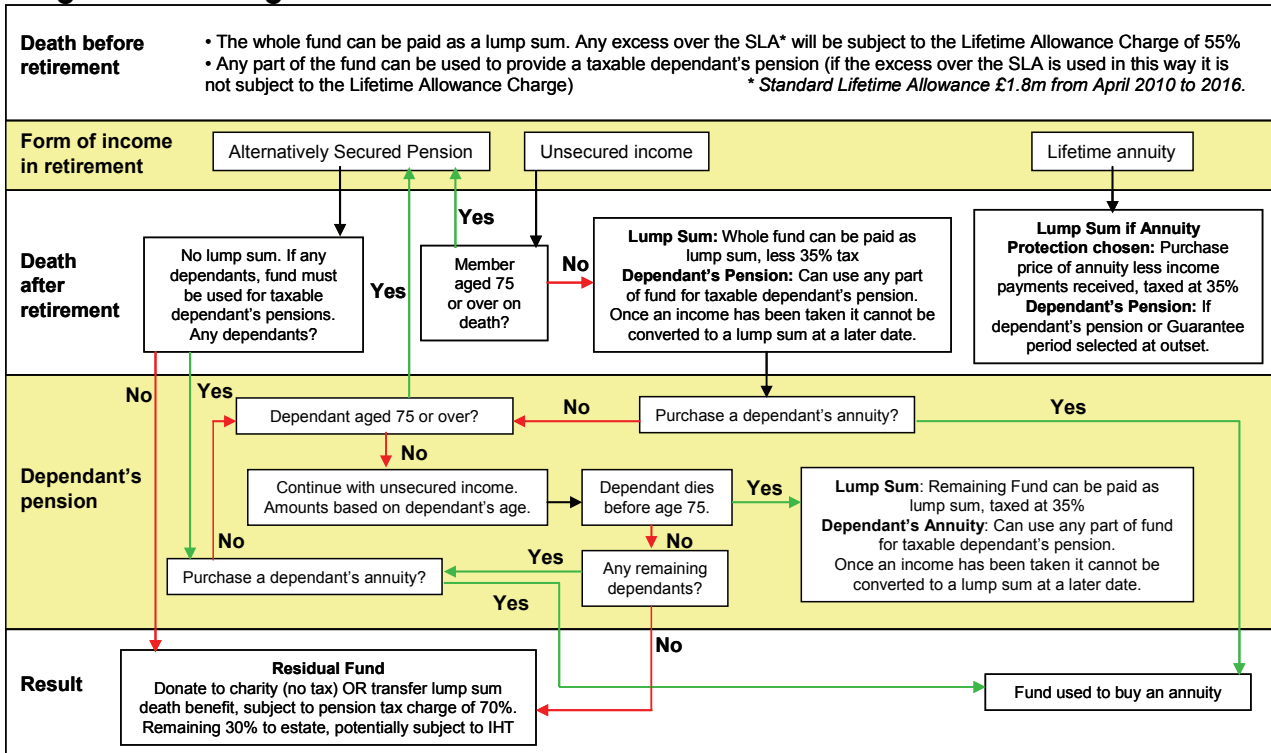 Death before
retirement
• The whole fund can be paid as a lump sum. Any excess over the SLA* will be subject to the Lifetime Allowance Charge of 55%
• Any part of the fund can be used to provide a taxable dependant's pension (if the excess over the SLA is used in this way it is
not subject to the Lifetime Allowance Charge)
* Standard Lifetime Allowance £1.8m from April 2010 to 2016.
Form of income
in retirement
Alternatively Secured Pension
Unsecured income
Lifetime annuity
Death
after
retirement
No lump sum. If any
dependants, fund must
be used for taxable
dependant's pensions.
Any dependants?
Yes
Yes
Member
aged 75
or over on
death?
No
Lump Sum: Whole fund can be paid as
lump sum, less 35% tax
Dependant's Pension: Can use any part
of fund for taxable dependant's pension.
Once an income has been taken it cannot be
converted to a lump sum at a later date.
Lump Sum if Annuity
Protection chosen: Purchase
price of annuity less income
payments received, taxed at 35%
Dependant's Pension: If
dependant's pension or Guarantee
period selected at outset.
Dependant's
pension
No
Yes
Dependant aged 75 or over?
No
Purchase a dependant's annuity?
Yes
No
Continue with unsecured income.
Amounts based on dependant's age.
Dependant dies
before age 75.
Yes
Lump Sum: Remaining Fund can be paid as
lump sum, taxed at 35%
Dependant's Annuity: Can use any part of fund
for taxable dependant's pension.
Once an income has been taken it cannot be
converted to a lump sum at a later date.
No
No
Purchase a dependant's annuity?
Yes
Any remaining
dependants?
Yes
No
Result
Residual Fund
Donate to charity (no tax) OR transfer lump sum
death benefit, subject to pension tax charge of 70%.
Remaining 30% to estate, potentially subject to IHT
Fund used to buy an annuity